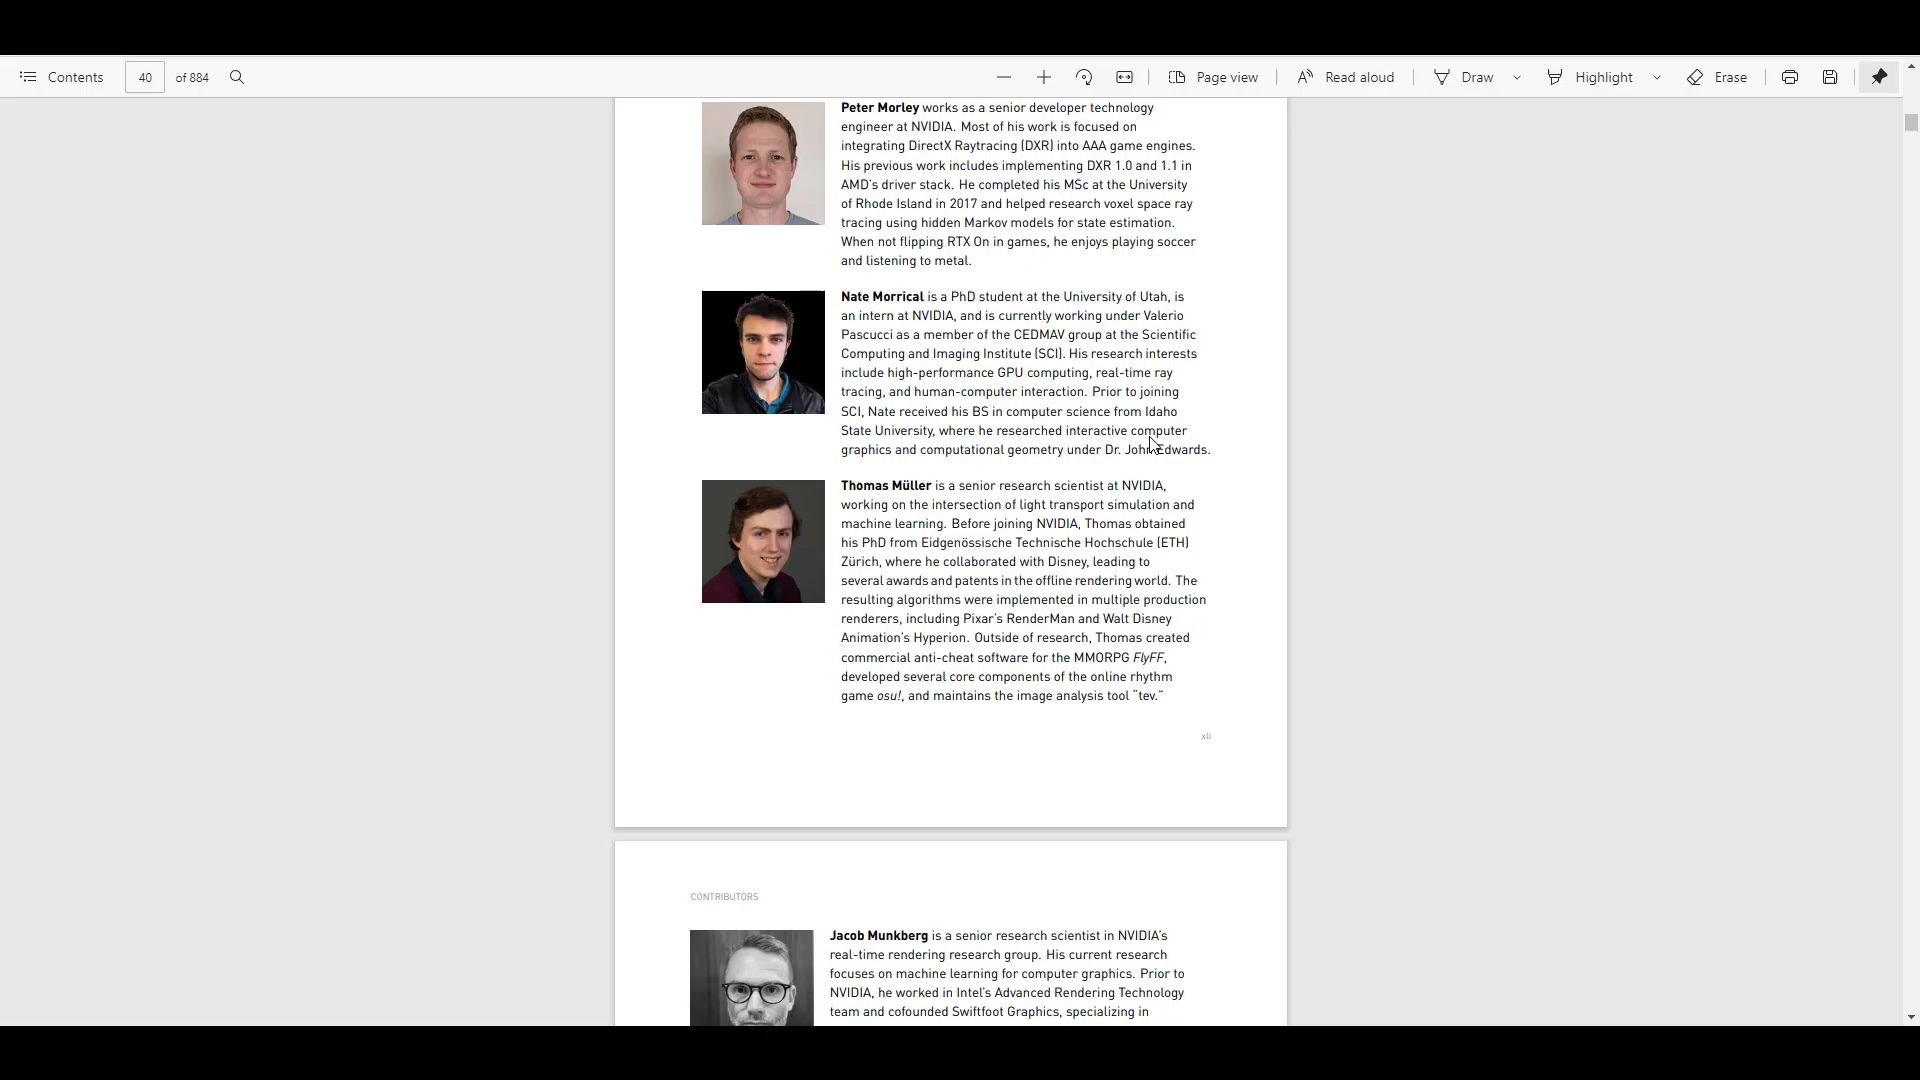 Contents
40
of 884
Page view
Read aloud
Draw
Highlight
Erase
Peter Morley works as a senior developer technology
engineer at NVIDIA. Most of his work is focused on
integrating DirectX Raytracing (DXR) into AAA game engines.
His previous work includes implementing DXR 1.0 and 1.1 in
AMD's driver stack. He completed his MSc at the University
of Rhode Island in 2017 and helped research voxel space ray
tracing using hidden Markov models for state estimation.
When not flipping RTX On in games, he enjoys playing soccer
and listening to metal.
Nate Morrical is a PhD student at the University of Utah, is
an intern at NVIDIA, and is currently working under Valerio
Pascucci as a member of the CEDMAV group at the Scientific
Computing and Imaging Institute (SCI). His research interests
include high-performance GPU computing, real-time ray
tracing, and human-computer interaction. Prior to joining
SCI, Nate received his BS in computer science from Idaho
State University, where he researched interactive computer
graphics and computational geometry under Dr. John Edwards.
Thomas Müller is a senior research scientist at NVIDIA,
working on the intersection of light transport simulation and
machine learning. Before joining NVIDIA, Thomas obtained
his PhD from Eidgenössische Technische Hochschule (ETH)
Zürich, where he collaborated with Disney, leading to
several awards and patents in the offline rendering world. The
resulting algorithms were implemented in multiple production
renderers, including Pixar's RenderMan and Walt Disney
Animation's Hyperion. Outside of research, Thomas created
commercial anti-cheat software for the MMORPG FlyFF,
developed several core components of the online rhythm
game osu!, and maintains the image analysis tool “tev.”
xli
CONTRIBUTORS
Jacob Munkberg is a senior research scientist in NVIDIA's
real-time rendering research group. His current research
focuses on machine learning for computer graphics. Prior to
NVIDIA, he worked in Intel's Advanced Rendering Technology
team and cofounded Swiftfoot Graphics, specializing in